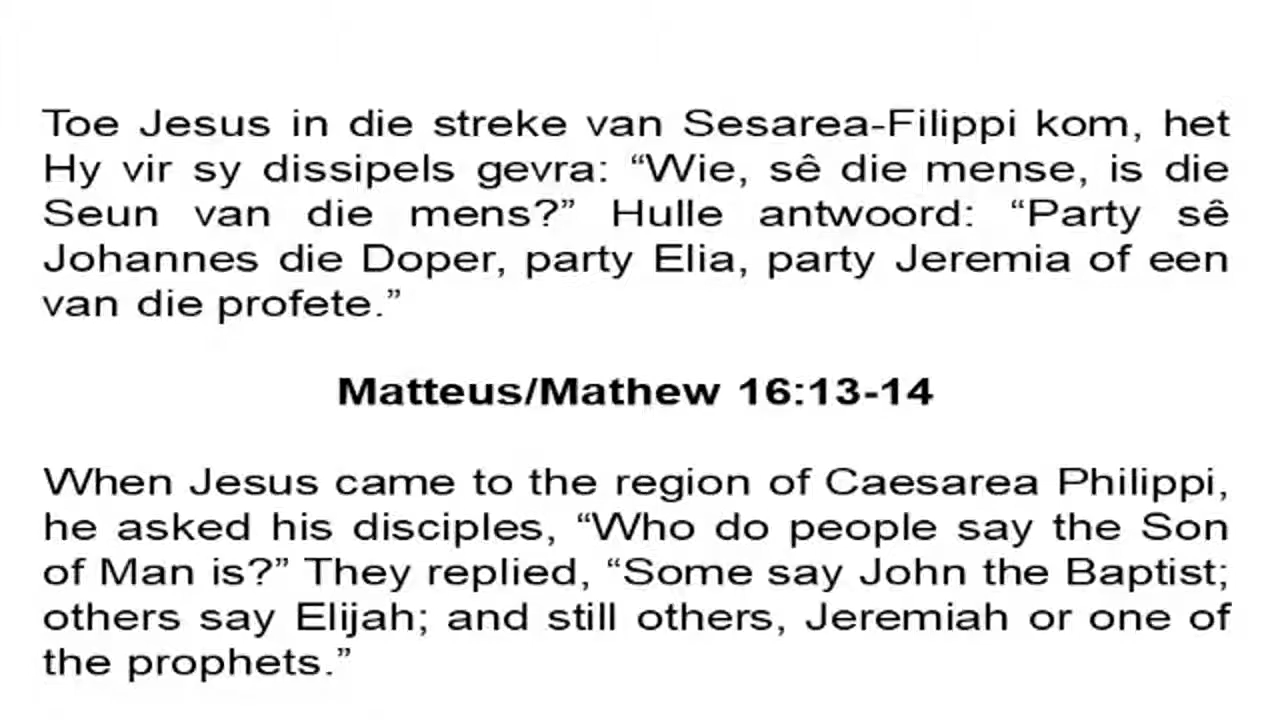 Toe Jesus in die streke van Sesarea-Filippi kom, het
Hy vir sy dissipels gevra: “Wie, sê die mense, is die
Seun van die mens?” Hulle antwoord: “Party sê
Johannes die Doper, party Elia, party Jeremia of een
van die profete.”
Matteus/Mathew 16:13-14
When Jesus came to the region of Caesarea Philippi,
he asked his disciples, “Who do people say the Son
of Man is?” They replied, “Some say John the Baptist;
others say Elijah; and still others, Jeremiah or one of
the prophets.”